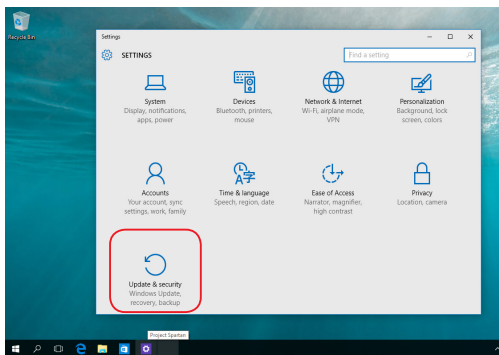 Recycle Bin
Settings
SETTINGS
Find a setting
System
Display, notifications,
apps, power
Devices
Bluetooth, printers,
mouse
Network & Internet
Wi-Fi, airplane mode,
VPN
Personalization
Background, lock
screen, colors
Accounts
Your account, sync
settings, work, family
Time & language
Speech, region, date
Ease of Access
Narrator, magnifier,
high contrast
Privacy
Location, camera
Update & security
Windows Update,
recovery, backup
Project Spartan